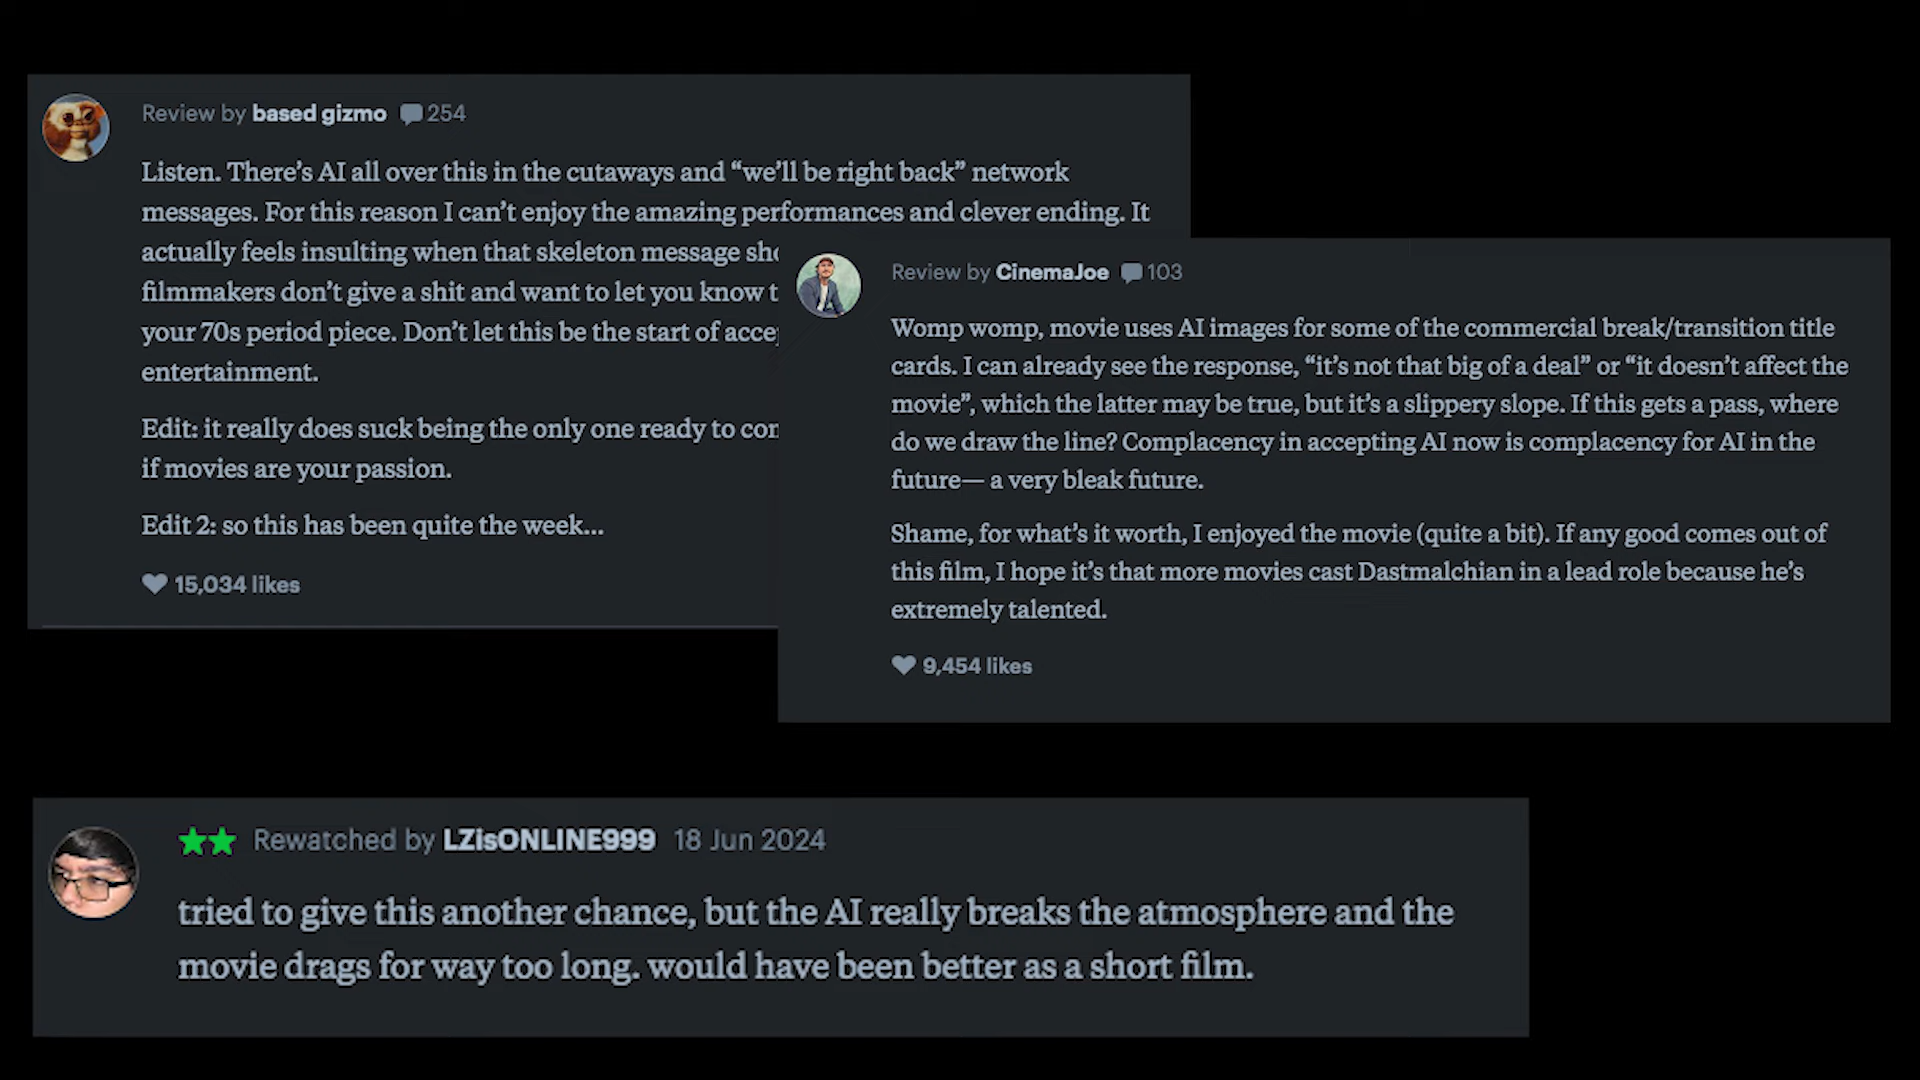 Review by based gizmo 254
Listen. There's AI all over this in the cutaways and “we'll be right back” network
messages. For this reason I can't enjoy the amazing performances and clever ending. It
actually feels insulting when that skeleton message
filmmakers don't give a shit and want to let you know
your 70s period piece. Don't let this be the start of
entertainment.
Edit: it really does suck being the only one ready to
if movies are your passion.
Edit 2: so this has been quite the week...
15,034 likes
Review by CinemaJoe 103
Womp womp, movie uses AI images for some of the commercial break/transition title
cards. I can already see the response, “it's not that big of a deal” or “it doesn't affect the
movie”, which the latter may be true, but it's a slippery slope. If this gets a pass, where
do we draw the line? Complacency in accepting AI now is complacency for AI in the
future— a very bleak future.
Shame, for what's it worth, I enjoyed the movie (quite a bit). If any good comes out of
this film, I hope it's that more movies cast Dastmalchian in a lead role because he's
extremely talented.
9,454 likes
★★ Rewatched by LZisONLINE999 18 Jun 2024
tried to give this another chance, but the AI really breaks the atmosphere and the
movie drags for way too long. would have been better as a short film.